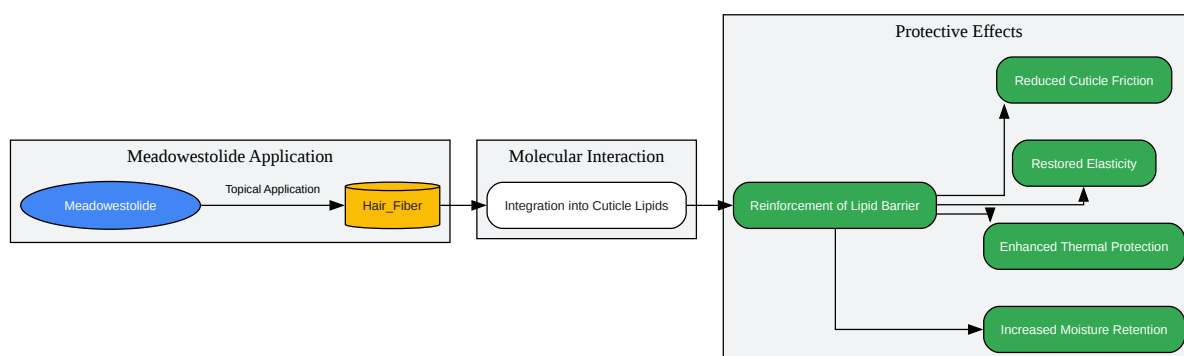 Meadowestolide Application
Meadowestolide
Topical Application
Hair_Fiber
Molecular Interaction
Integration into Cuticle Lipids
Protective Effects
Reinforcement of Lipid Barrier
Reduced Cuticle Friction
Restored Elasticity
Enhanced Thermal Protection
Increased Moisture Retention